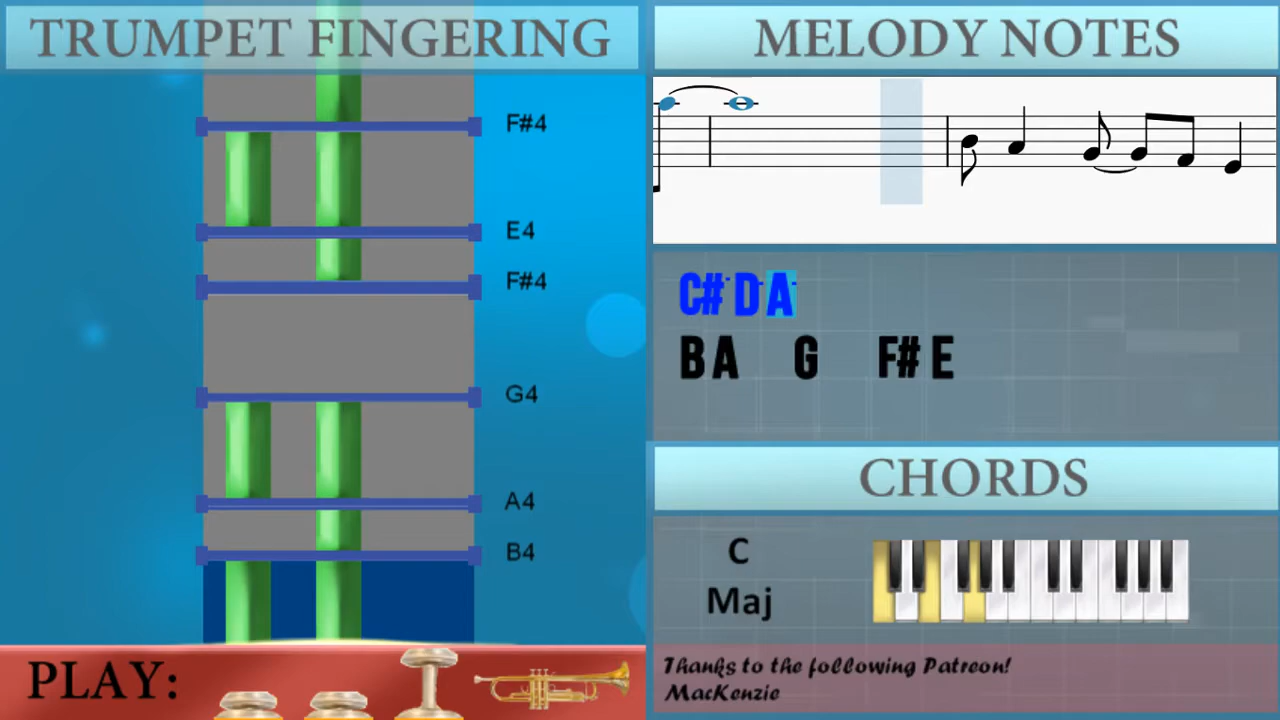 TRUMPET FINGERING
F#4
E4
F#4
G4
A4
B4
PLAY:
MELODY NOTES
C# D A
B A G F# E
CHORDS
C
Maj
Thanks to the following Patreon!
MacKenzie